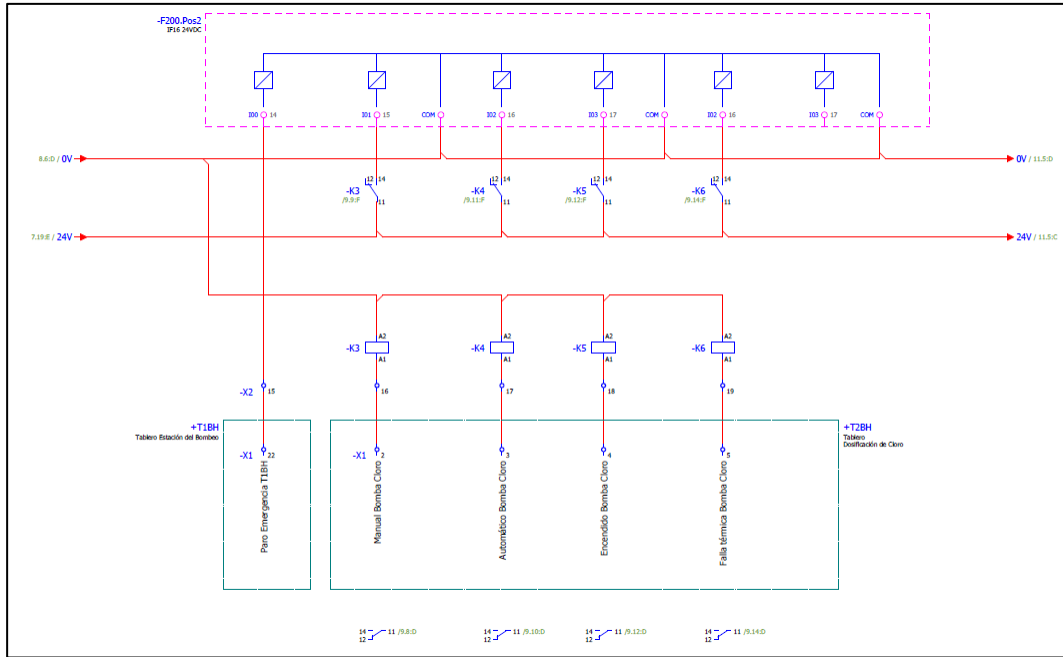 -F200.Pos2
IF16 24VDC
I00 14
I01 15
COM
I02 16
I03 17
COM
I02 16
I03 17
COM
8.6:D / 0V
0V / 11.5:D
12 14
-K3
/9.9:F
11
12 14
-K4
/9.11:F
11
12 14
-K5
/9.12:F
11
12 14
-K6
/9.14:F
11
7.19:E / 24V
24V / 11.5:C
A2
-K3
A1
A2
-K4
A1
A2
-K5
A1
A2
-K6
A1
-X2 15
16
17
18
19
+T1BH
Tablero Estación del Bombeo
+T2BH
Tablero
Dosificación de Cloro
-X1 22
-X1 2
3
4
5
Paro Emergencia T1BH
Manual Bomba Cloro
Automático Bomba Cloro
Encendido Bomba Cloro
Falla térmica Bomba Cloro
14 11 /9.8:D
12
14 11 /9.10:D
12
14 11 /9.12:D
12
14 11 /9.14:D
12